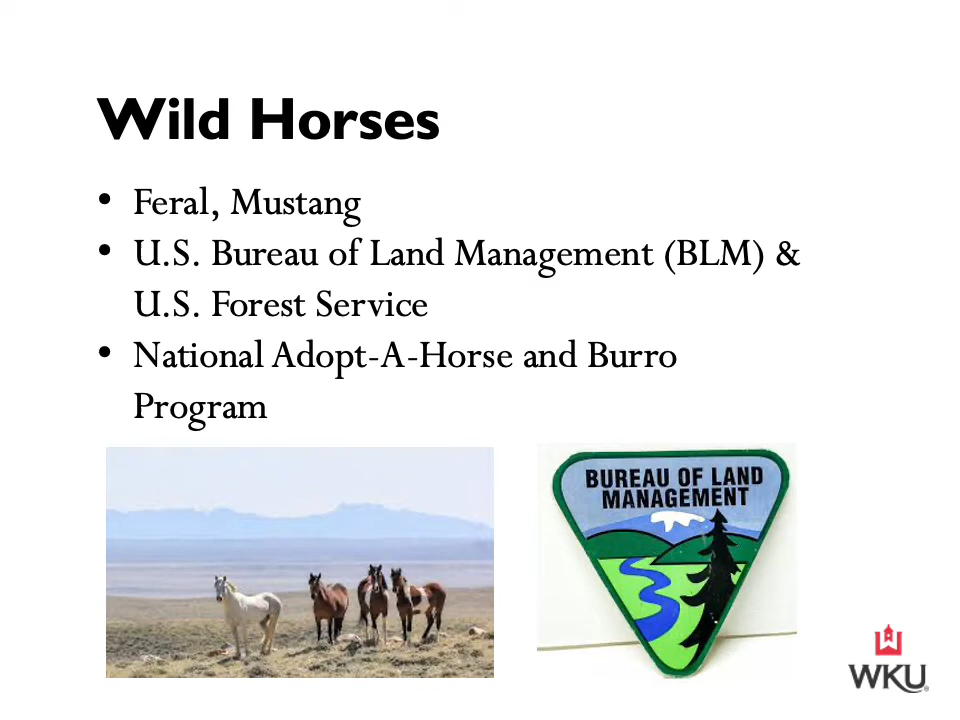 Wild Horses
• Feral, Mustang
• U.S. Bureau of Land Management (BLM) &
U.S. Forest Service
• National Adopt-A-Horse and Burro
Program
BUREAU OF LAND
MANAGEMENT
WKU®